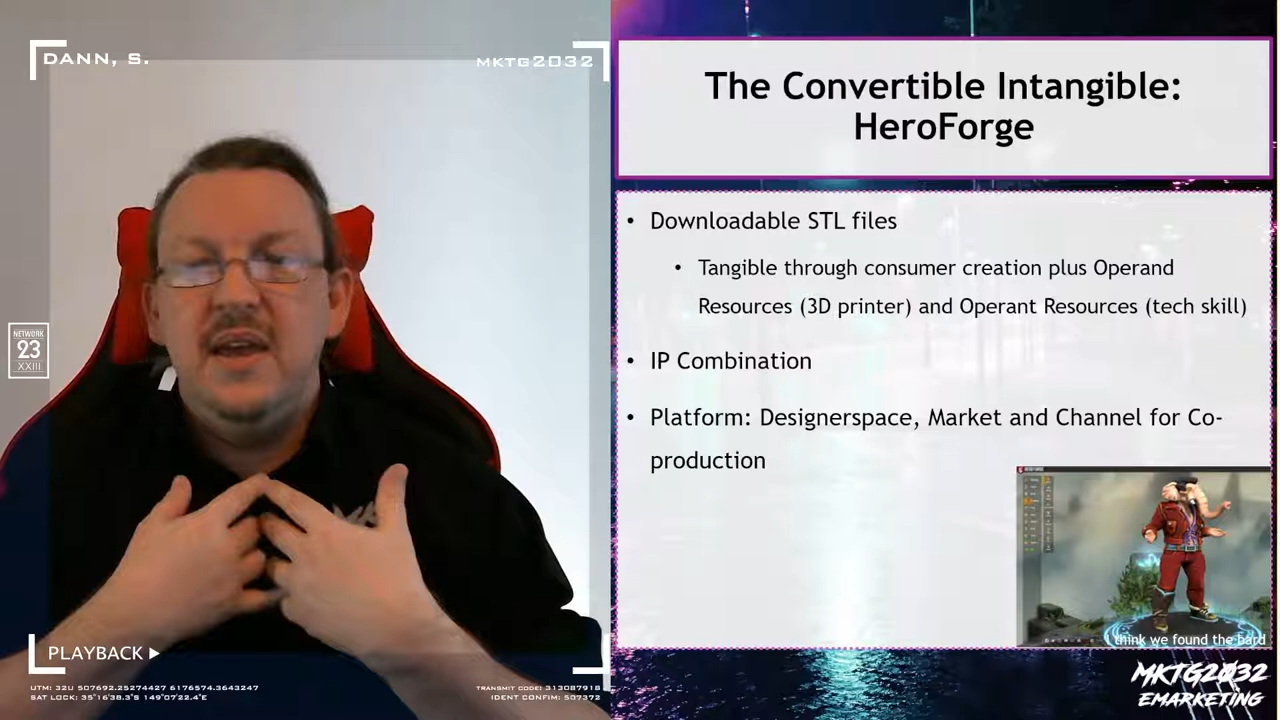 DANN, S.
MKTG2032
NETWORK
23
XXIII
PLAYBACK
UTM: 32U 507692.25274427 6176574.3643247
SAT LOCK: 35°16'38.3"S 149°07'22.4"E
TRANSMIT CODE: 313087918
IDENT CONFIM: 507372
The Convertible Intangible:
HeroForge
• Downloadable STL files
• Tangible through consumer creation plus Operand
Resources (3D printer) and Operant Resources (tech skill)
• IP Combination
• Platform: Designerspace, Market and Channel for Co-
production
I think we found the bard
MKTG2032
EMARKETING